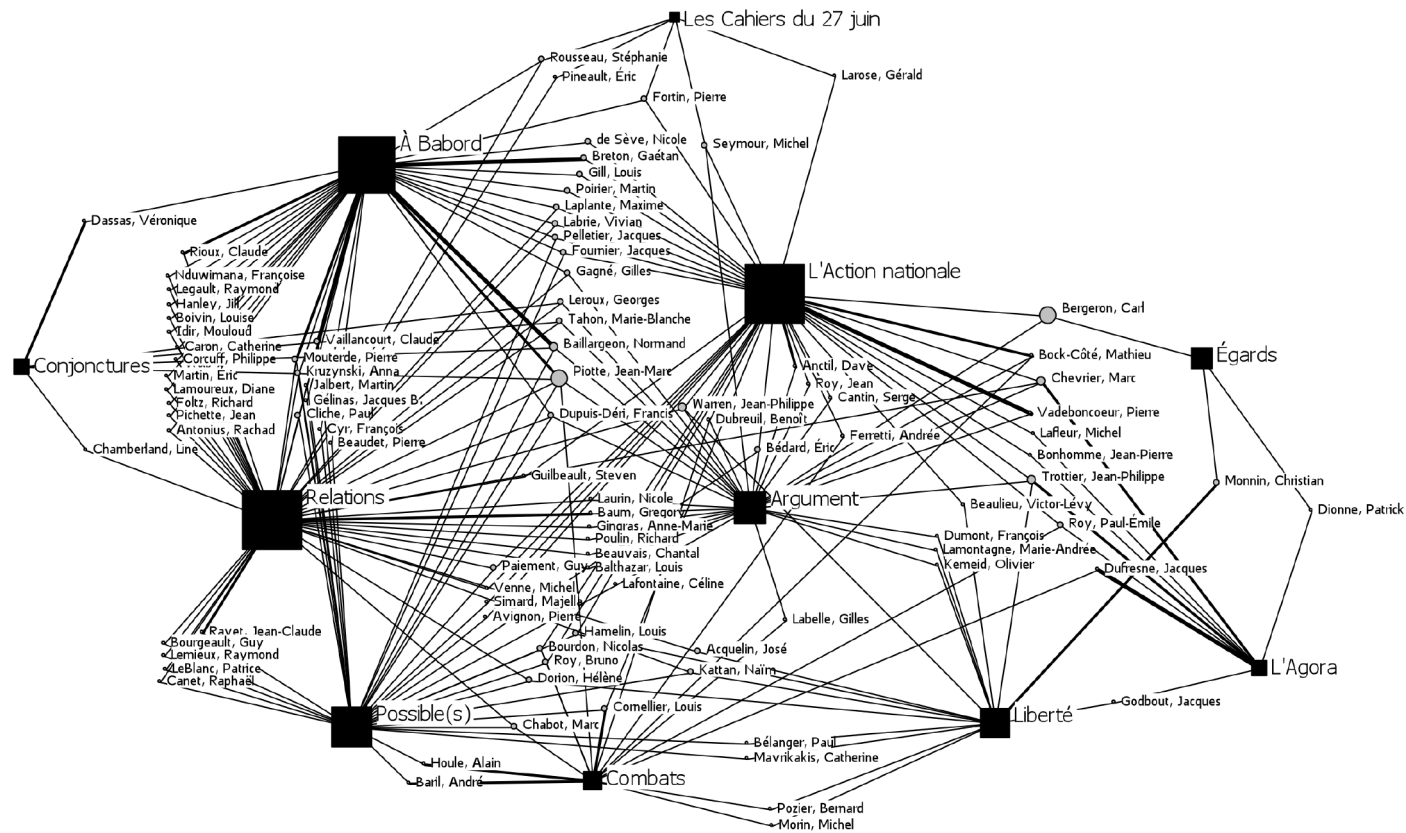 Les Cahiers du 27 juin
Rousseau, Stéphanie
Pineault, Éric
Larose, Gérald
Fortin, Pierre
À Babord
de Sève, Nicole
Seymour, Michel
Breton, Gaétan
Gill, Louis
Poirier, Martin
Laplante, Maxime
Dassas, Véronique
Labrie, Vivian
Pelletier, Jacques
Rioux, Claude
Fournier, Jacques
Gagné, Gilles
L'Action nationale
Nduwimana, Françoise
Legault, Raymond
Hanley, Jill
Leroux, Georges
Bergeron, Carl
Boivin, Louise
Tahon, Marie-Blanche
Idir, Mouloud
Vaillancourt, Claude
Caron, Catherine
Baillargeon, Normand
Bock-Côté, Mathieu
Égards
Corcuff, Philippe
Mouterde, Pierre
Conjonctures
Anctil, Dave
Kruzynski, Anna
Piotte, Jean-Marc
Martin, Éric
Chevrier, Marc
Jalbert, Martin
Roy, Jean
Lamoureux, Diane
Cantin, Serge
Gélinas, Jacques B.
Foltz, Richard
Warren, Jean-Philippe
Pichette, Jean
Cliche, Paul
Dupuis-Déri, Francis
Vadeboncoeur, Pierre
Dubreuil, Benoît
Antonius, Rachad
Cyr, François
Lafleur, Michel
Ferretti, Andrée
Beaudet, Pierre
Chamberland, Line
Bédard, Éric
Bonhomme, Jean-Pierre
Guilbeault, Steven
Trottier, Jean-Philippe
Monnin, Christian
Relations
Laurin, Nicole
Argument
Beaulieu, Victor-Lévy
Dionne, Patrick
Baum, Gregory
Gingras, Anne-Marie
Roy, Paul-Émile
Poulin, Richard
Dumont, François
Beauvais, Chantal
Lamontagne, Marie-Andrée
Paiement, Guy
Balthazar, Louis
Kemeid, Olivier
Dufresne, Jacques
Venne, Michel
Lafontaine, Céline
Simard, Majella
Avignon, Pierre
Labelle, Gilles
Ravet, Jean-Claude
Hamelin, Louis
Bourgeault, Guy
Bourdon, Nicolas
Acquelin, José
Lemieux, Raymond
Roy, Bruno
LeBlanc, Patrice
Kattan, Naïm
L'Agora
Canet, Raphaël
Dorion, Hélène
Godbout, Jacques
Cornellier, Louis
Possible(s)
Liberté
Chabot, Marc
Bélanger, Paul
Mavrikakis, Catherine
Houle, Alain
Combats
Baril, André
Pozier, Bernard
Morin, Michel